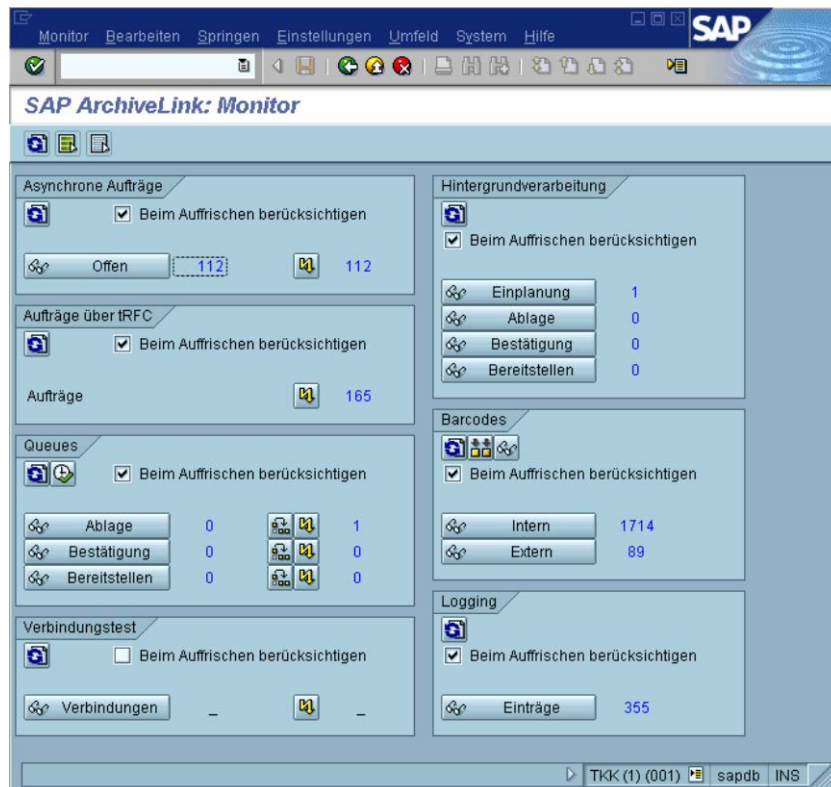 Monitor Bearbeiten Springen Einstellungen Umfeld System Hilfe
SAP
SAP ArchiveLink: Monitor
Asynchrone Aufträge
Beim Auffrischen berücksichtigen
Offen 112 112
Aufträge über tRFC
Beim Auffrischen berücksichtigen
Aufträge 165
Queues
Beim Auffrischen berücksichtigen
Ablage 0 1
Bestätigung 0 0
Bereitstellen 0 0
Verbindungstest
Beim Auffrischen berücksichtigen
Verbindungen _ _
Hintergrundverarbeitung
Beim Auffrischen berücksichtigen
Einplanung 1
Ablage 0
Bestätigung 0
Bereitstellen 0
Barcodes
Beim Auffrischen berücksichtigen
Intern 1714
Extern 89
Logging
Beim Auffrischen berücksichtigen
Einträge 355
TKK (1) (001) sapdb INS